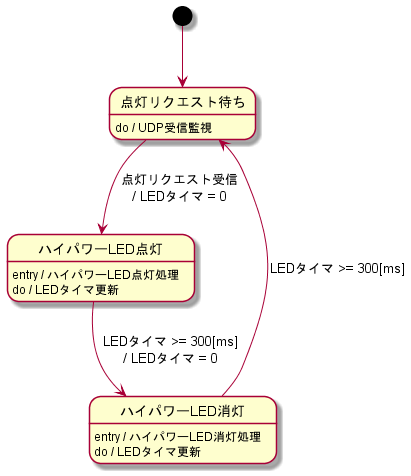 点灯リクエスト待ち
do / UDP受信監視
点灯リクエスト受信
/ LEDタイマ = 0
ハイパワーLED点灯
entry / ハイパワーLED点灯処理
do / LEDタイマ更新
LEDタイマ >= 300[ms]
LEDタイマ >= 300[ms]
/ LEDタイマ = 0
ハイパワーLED消灯
entry / ハイパワーLED消灯処理
do / LEDタイマ更新